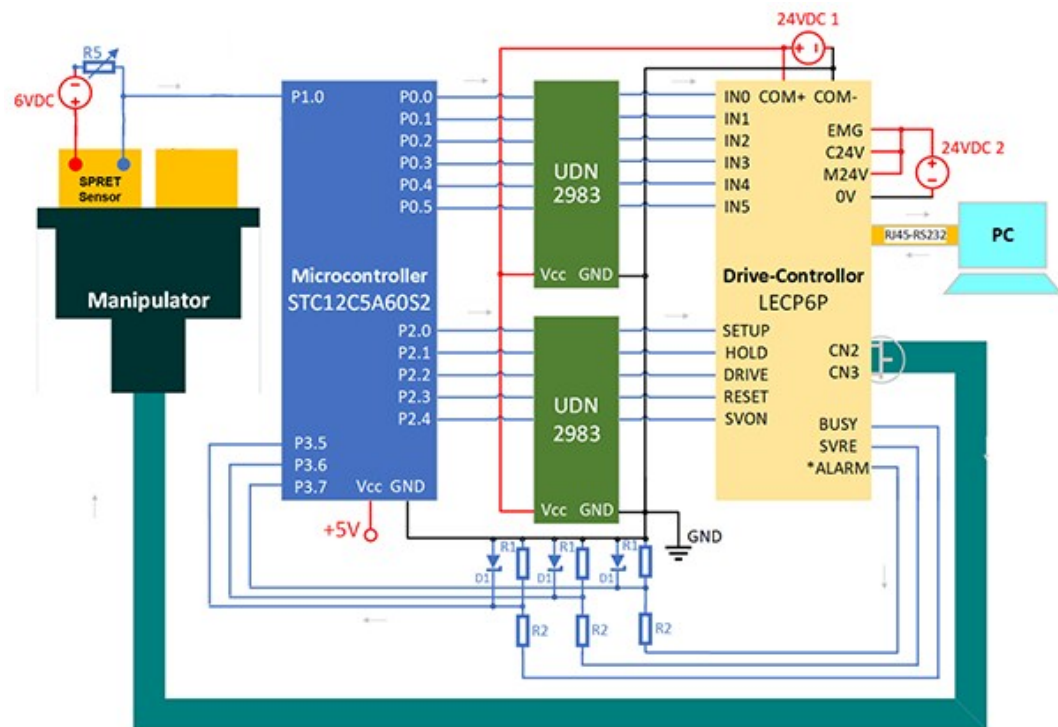 24VDC 1
R5
6VDC
+
-
SPRET
Sensor
Manipulator
P1.0
P0.0
P0.1
P0.2
P0.3
P0.4
P0.5
Microcontroller
STC12C5A60S2
P2.0
P2.1
P2.2
P2.3
P2.4
P3.5
P3.6
P3.7
Vcc GND
+5V
UDN
2983
Vcc GND
UDN
2983
Vcc GND
IN0 COM+ COM-
IN1
IN2
IN3
IN4
IN5
EMG
C24V
M24V
0V
24VDC 2
+
-
RJ45-RS232
PC
Drive-Controllor
LECP6P
SETUP
HOLD
DRIVE
RESET
SVON
CN2
CN3
BUSY
SVRE
*ALARM
GND
R1
R1
R1
D1
D1
D1
R2
R2
R2